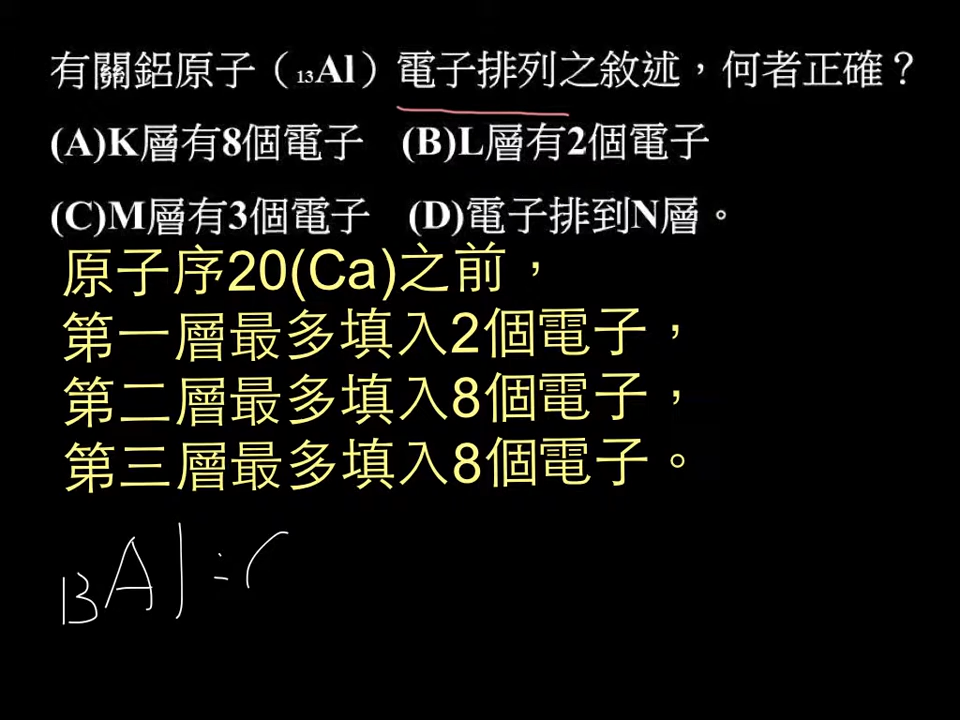 有關鋁原子（₁₃Al）電子排列之敘述，何者正確？
(A)K層有8個電子 (B)L層有2個電子
(C)M層有3個電子 (D)電子排到N層。
原子序20(Ca)之前，
第一層最多填入2個電子，
第二層最多填入8個電子，
第三層最多填入8個電子。
₁₃Al=(